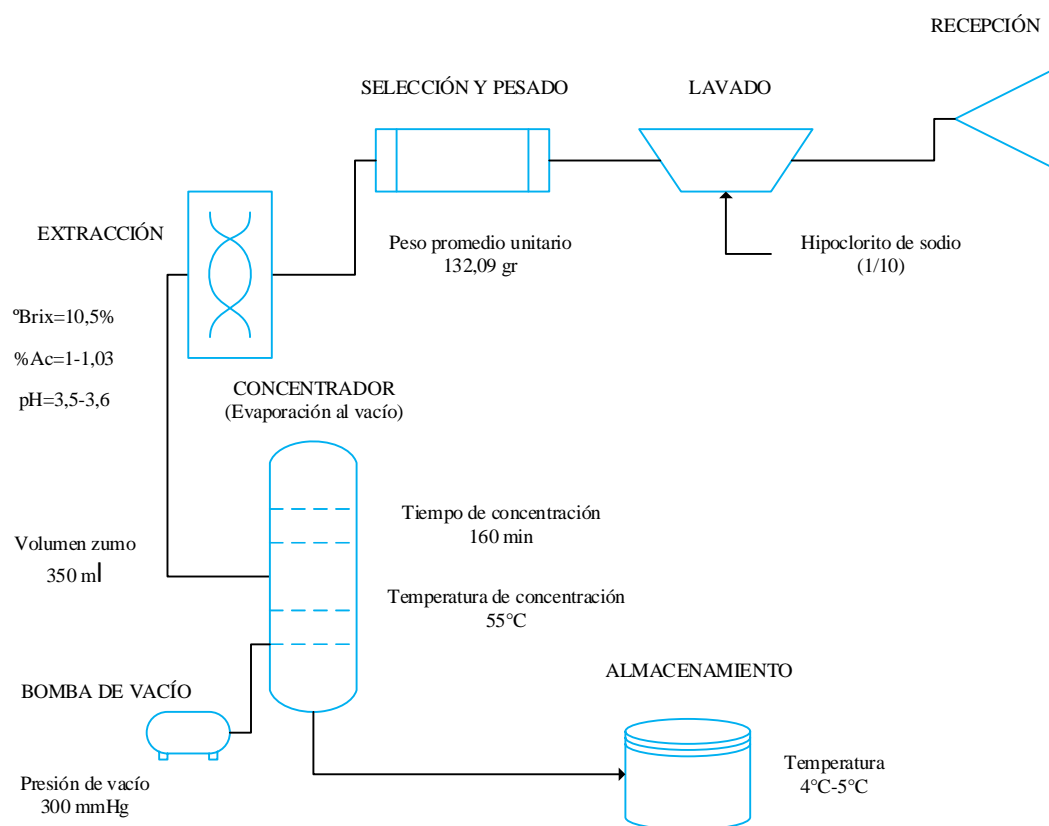 RECEPCIÓN
SELECCIÓN Y PESADO
LAVADO
Peso promedio unitario
132,09 gr
Hipoclorito de sodio
(1/10)
EXTRACCIÓN
ºBrix=10,5%
%Ac=1-1,03
pH=3,5-3,6
CONCENTRADOR
(Evaporación al vacío)
Tiempo de concentración
160 min
Volumen zumo
350 ml
Temperatura de concentración
55°C
BOMBA DE VACÍO
Presión de vacío
300 mmHg
ALMACENAMIENTO
Temperatura
4°C-5°C